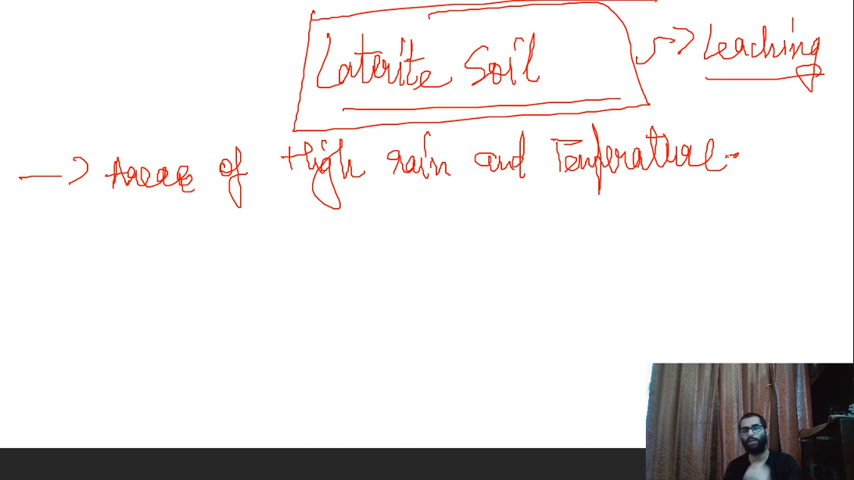 Laterite Soil → Leaching
→ Areas of High rain and Temperature